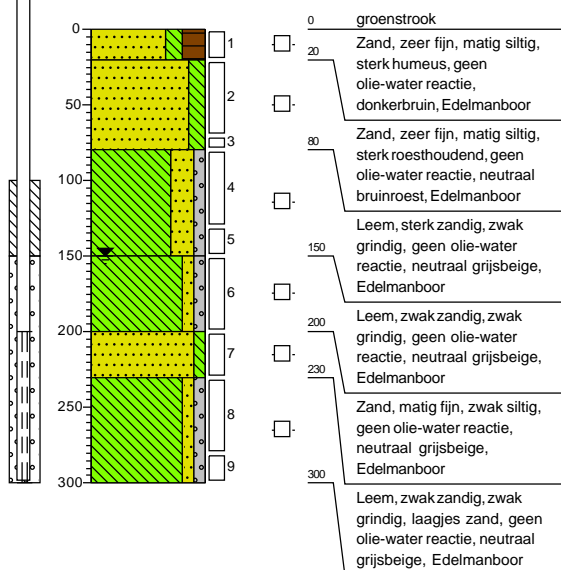 0
50
100
150
200
250
300
1
2
3
4
5
6
7
8
9
0
groenstrook
20
Zand, zeer fijn, matig siltig,
sterk humeus, geen
olie-water reactie,
donkerbruin, Edelmanboor
80
Zand, zeer fijn, matig siltig,
sterk roesthoudend, geen
olie-water reactie, neutraal
bruinroest, Edelmanboor
150
Leem, sterk zandig, zwak
grindig, geen olie-water
reactie, neutraal grijsbeige,
Edelmanboor
200
Leem, zwak zandig, zwak
grindig, geen olie-water
reactie, neutraal grijsbeige,
Edelmanboor
230
Zand, matig fijn, zwak siltig,
geen olie-water reactie,
neutraal grijsbeige,
Edelmanboor
300
Leem, zwak zandig, zwak
grindig, laagjes zand, geen
olie-water reactie, neutraal
grijsbeige, Edelmanboor